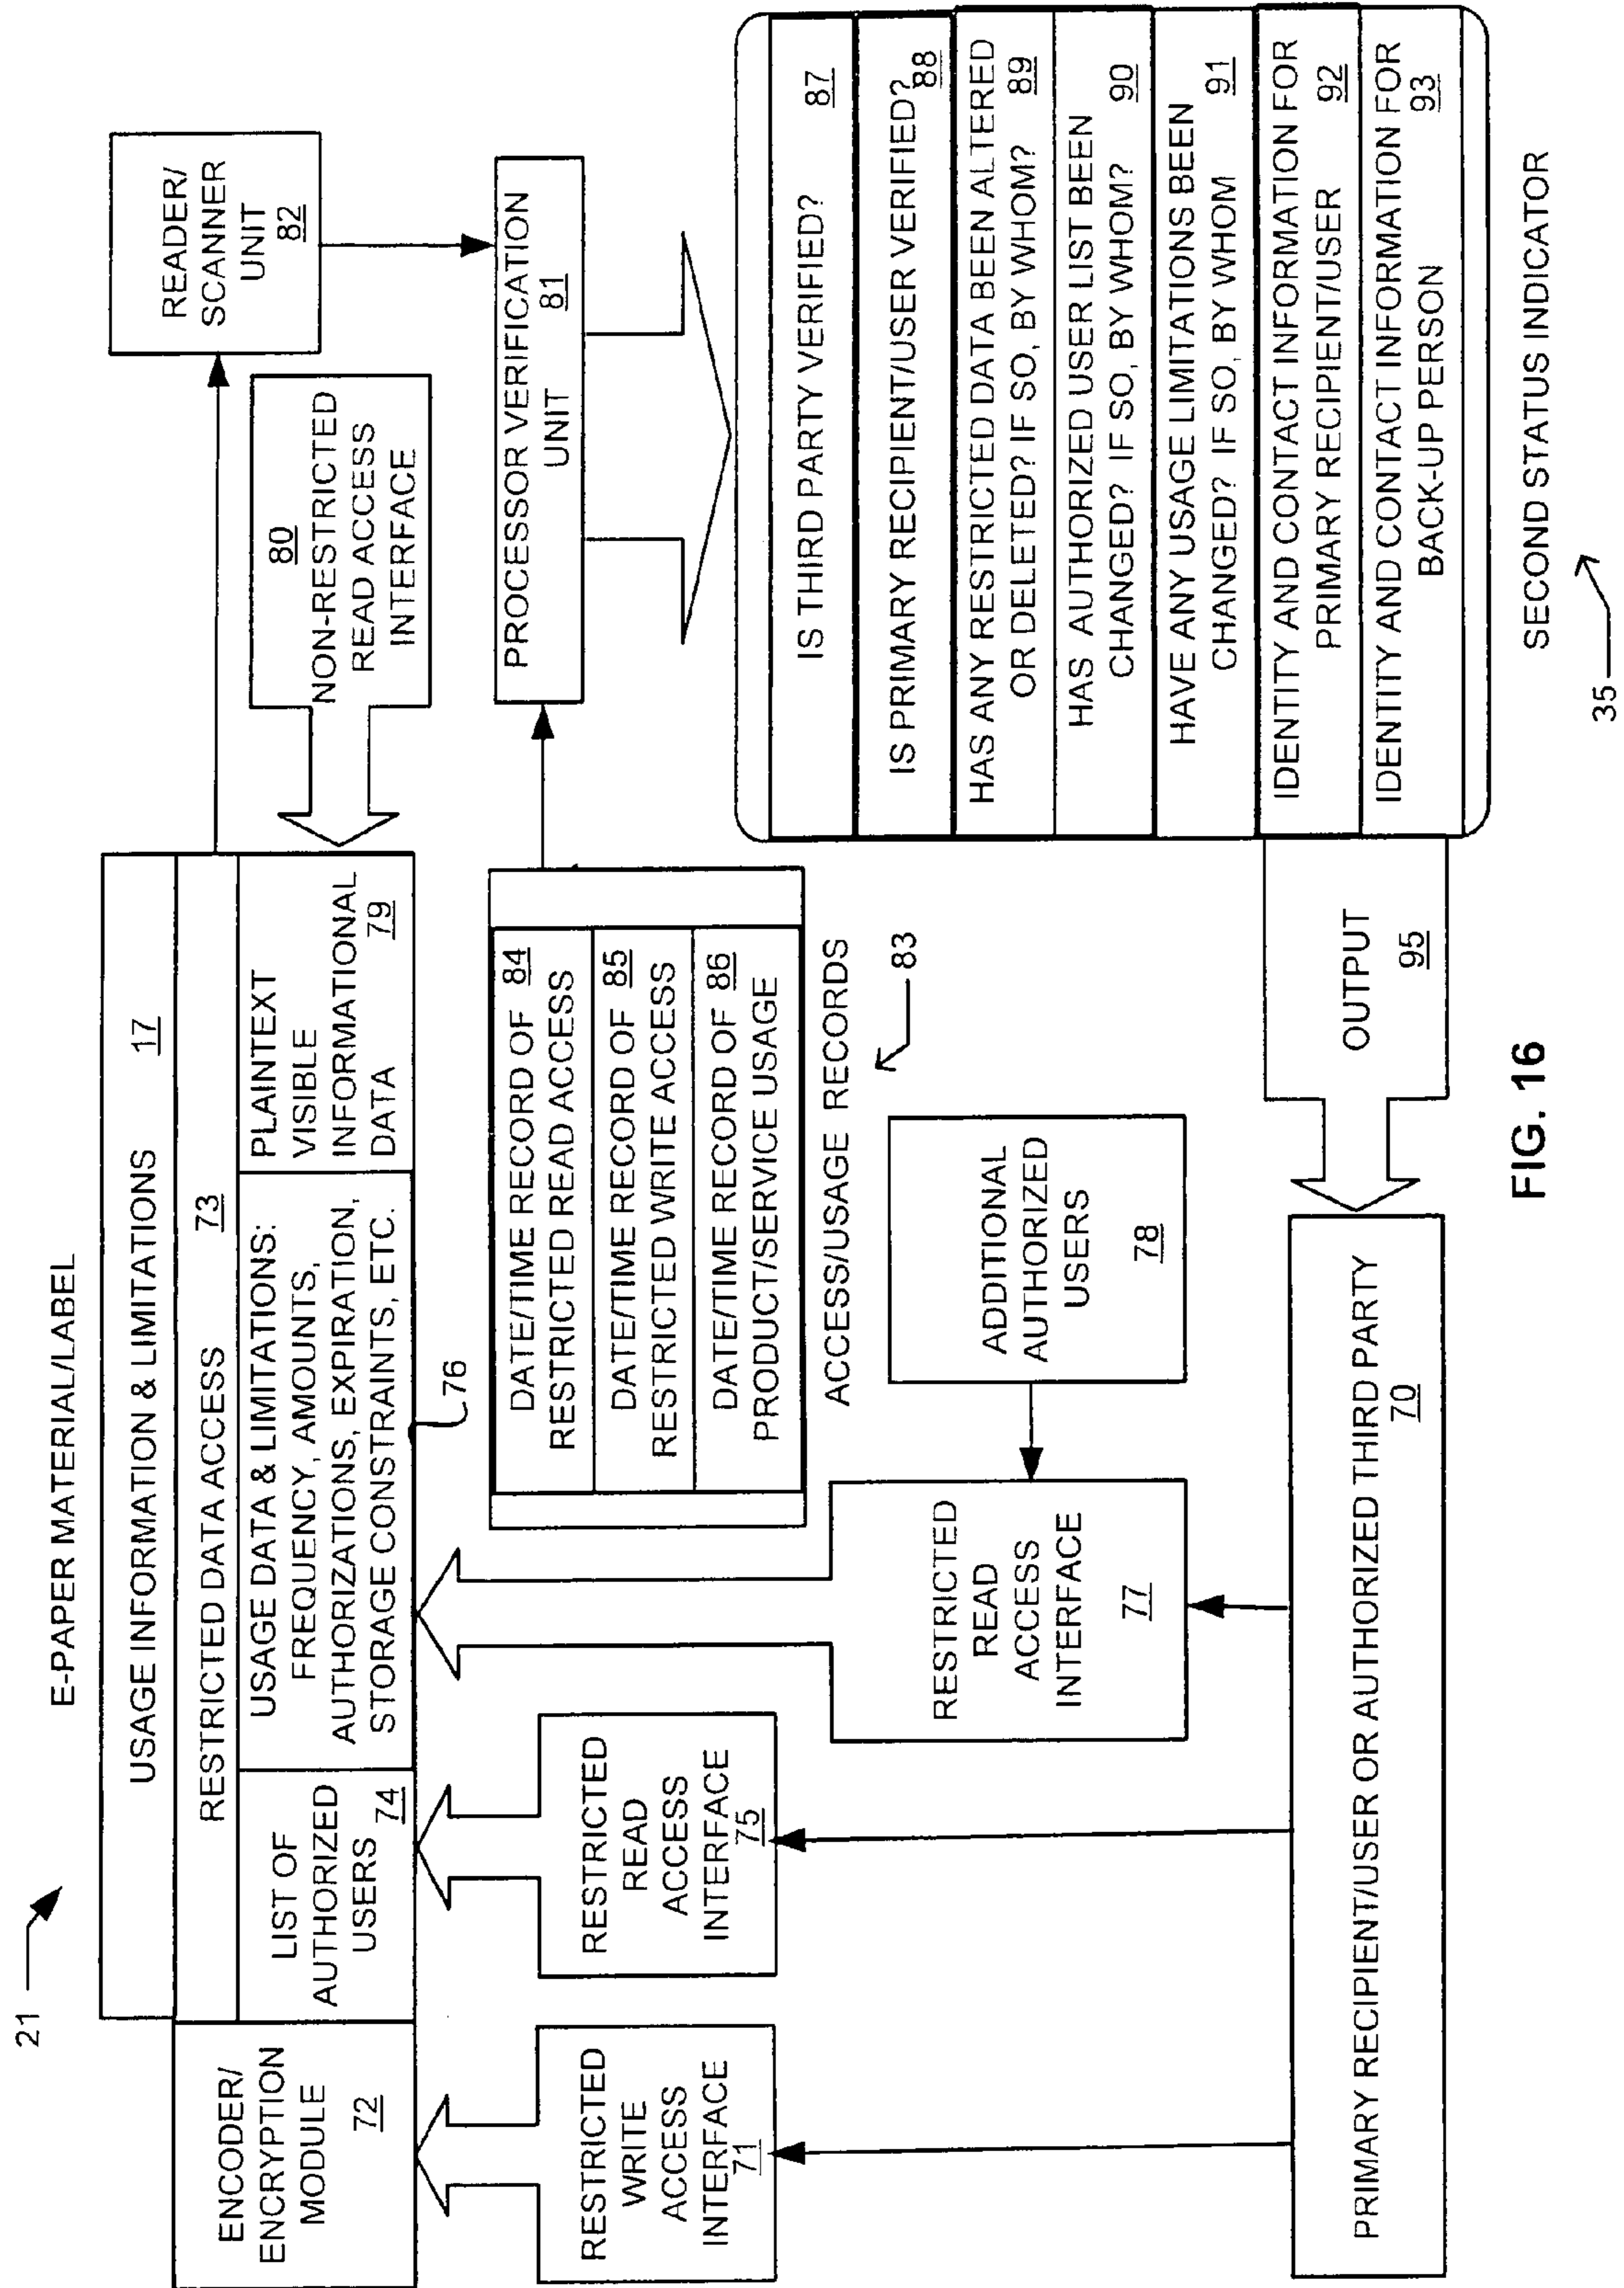 21
E-PAPER MATERIAL/LABEL
USAGE INFORMATION & LIMITATIONS 17
RESTRICTED DATA ACCESS 73
ENCODER/
ENCRYPTION
MODULE
72
LIST OF
AUTHORIZED
USERS 74
USAGE DATA & LIMITATIONS:
FREQUENCY, AMOUNTS,
AUTHORIZATIONS, EXPIRATION,
STORAGE CONSTRAINTS, ETC.
76
PLAINTEXT
VISIBLE
INFORMATIONAL
DATA 79
80
NON-RESTRICTED
READ ACCESS
INTERFACE
READER/
SCANNER
UNIT
82
PROCESSOR VERIFICATION
UNIT 81
RESTRICTED
WRITE
ACCESS
INTERFACE
71
RESTRICTED
READ
ACCESS
INTERFACE
75
RESTRICTED
READ
ACCESS
INTERFACE
77
DATE/TIME RECORD OF 84
RESTRICTED READ ACCESS
DATE/TIME RECORD OF 85
RESTRICTED WRITE ACCESS
DATE/TIME RECORD OF 86
PRODUCT/SERVICE USAGE
ACCESS/USAGE RECORDS
83
ADDITIONAL
AUTHORIZED
USERS
78
IS THIRD PARTY VERIFIED? 87
IS PRIMARY RECIPIENT/USER VERIFIED? 88
HAS ANY RESTRICTED DATA BEEN ALTERED
OR DELETED? IF SO, BY WHOM? 89
HAS AUTHORIZED USER LIST BEEN
CHANGED? IF SO, BY WHOM? 90
HAVE ANY USAGE LIMITATIONS BEEN
CHANGED? IF SO, BY WHOM 91
IDENTITY AND CONTACT INFORMATION FOR
PRIMARY RECIPIENT/USER 92
IDENTITY AND CONTACT INFORMATION FOR
BACK-UP PERSON 93
SECOND STATUS INDICATOR
35
OUTPUT
95
PRIMARY RECIPIENT/USER OR AUTHORIZED THIRD PARTY
70
FIG. 16